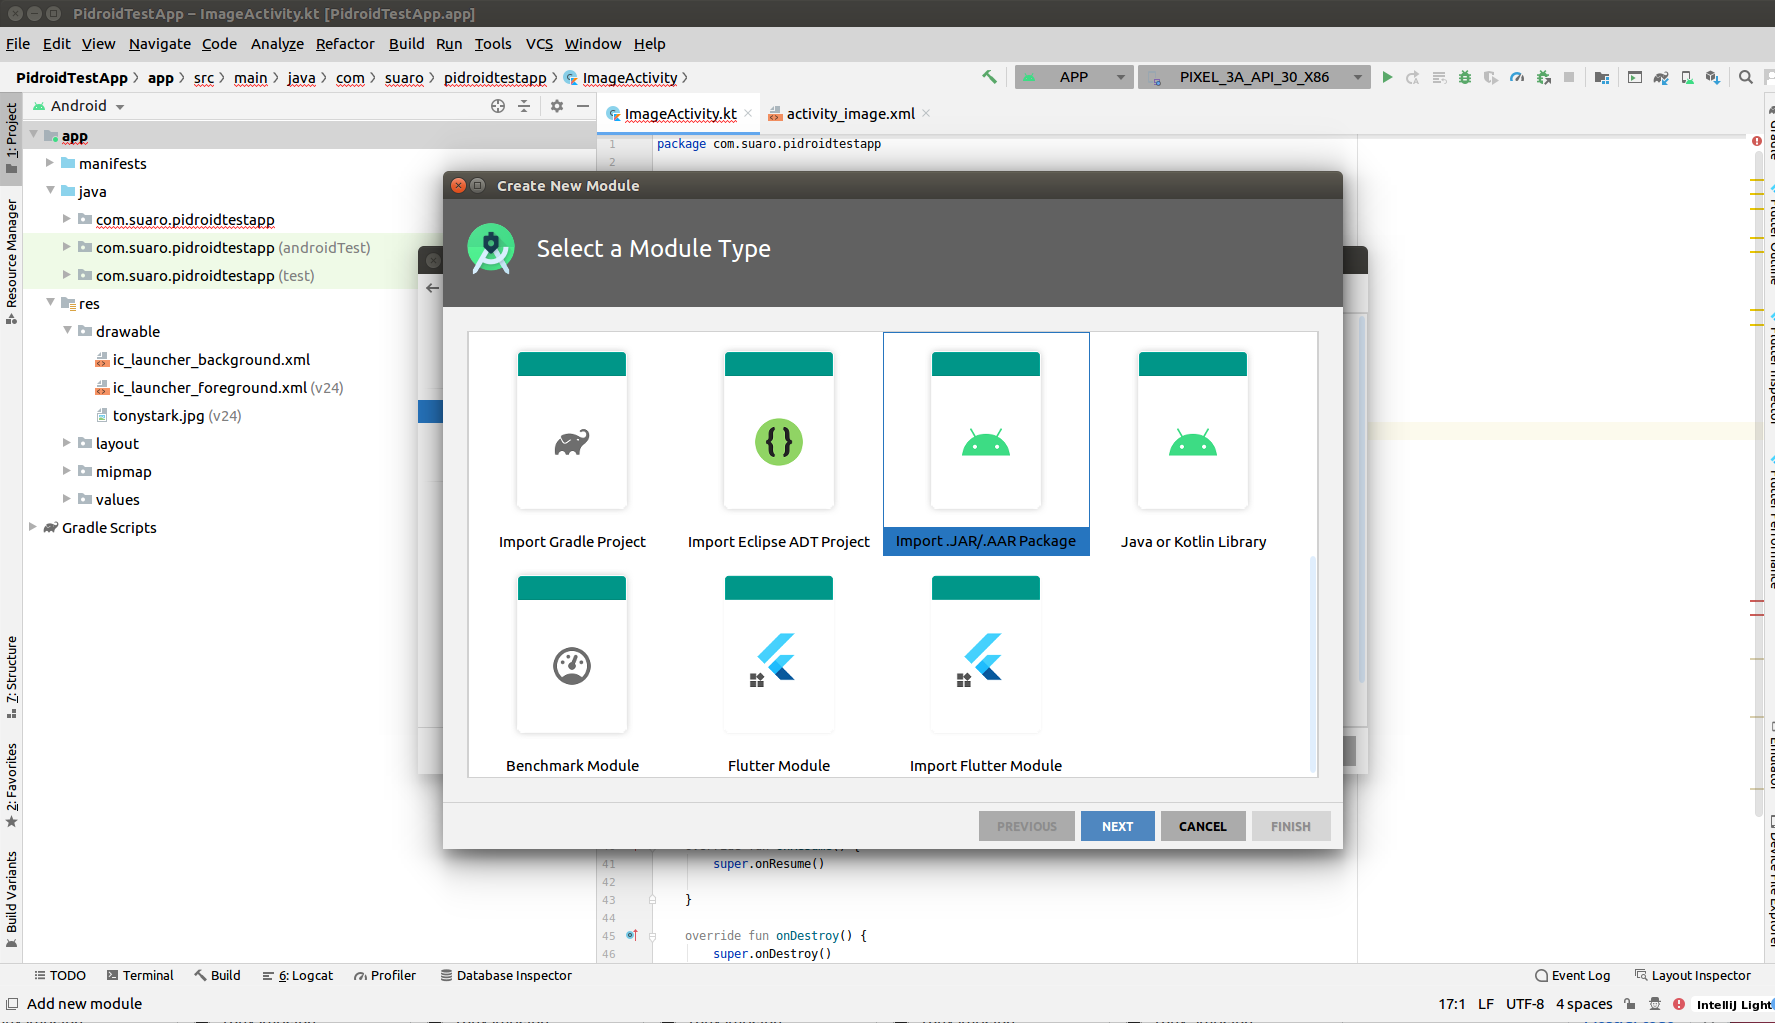 PidroidTestApp – ImageActivity.kt [PidroidTestApp.app]
File Edit View Navigate Code Analyze Refactor Build Run Tools VCS Window Help
PidroidTestApp app src main java com suaro pidroidtestapp ImageActivity APP PIXEL_3A_API_30_X86
1: Project
Resource Manager
7: Structure
2: Favorites
Build Variants
Android
app
manifests
java
com.suaro.pidroidtestapp
com.suaro.pidroidtestapp (androidTest)
com.suaro.pidroidtestapp (test)
res
drawable
ic_launcher_background.xml
ic_launcher_foreground.xml (v24)
tonystark.jpg (v24)
layout
mipmap
values
Gradle Scripts
ImageActivity.kt activity_image.xml
1 package com.suaro.pidroidtestapp
2
Create New Module
Select a Module Type
Import Gradle Project
Import Eclipse ADT Project
Import .JAR/.AAR Package
Java or Kotlin Library
Benchmark Module
Flutter Module
Import Flutter Module
PREVIOUS NEXT CANCEL FINISH
41 super.onResume()
42
43 }
44
45 override fun onDestroy() {
46 super.onDestroy()
TODO Terminal Build 6: Logcat Profiler Database Inspector Event Log Layout Inspector
Add new module 17:1 LF UTF-8 4 spaces IntelliJ Light